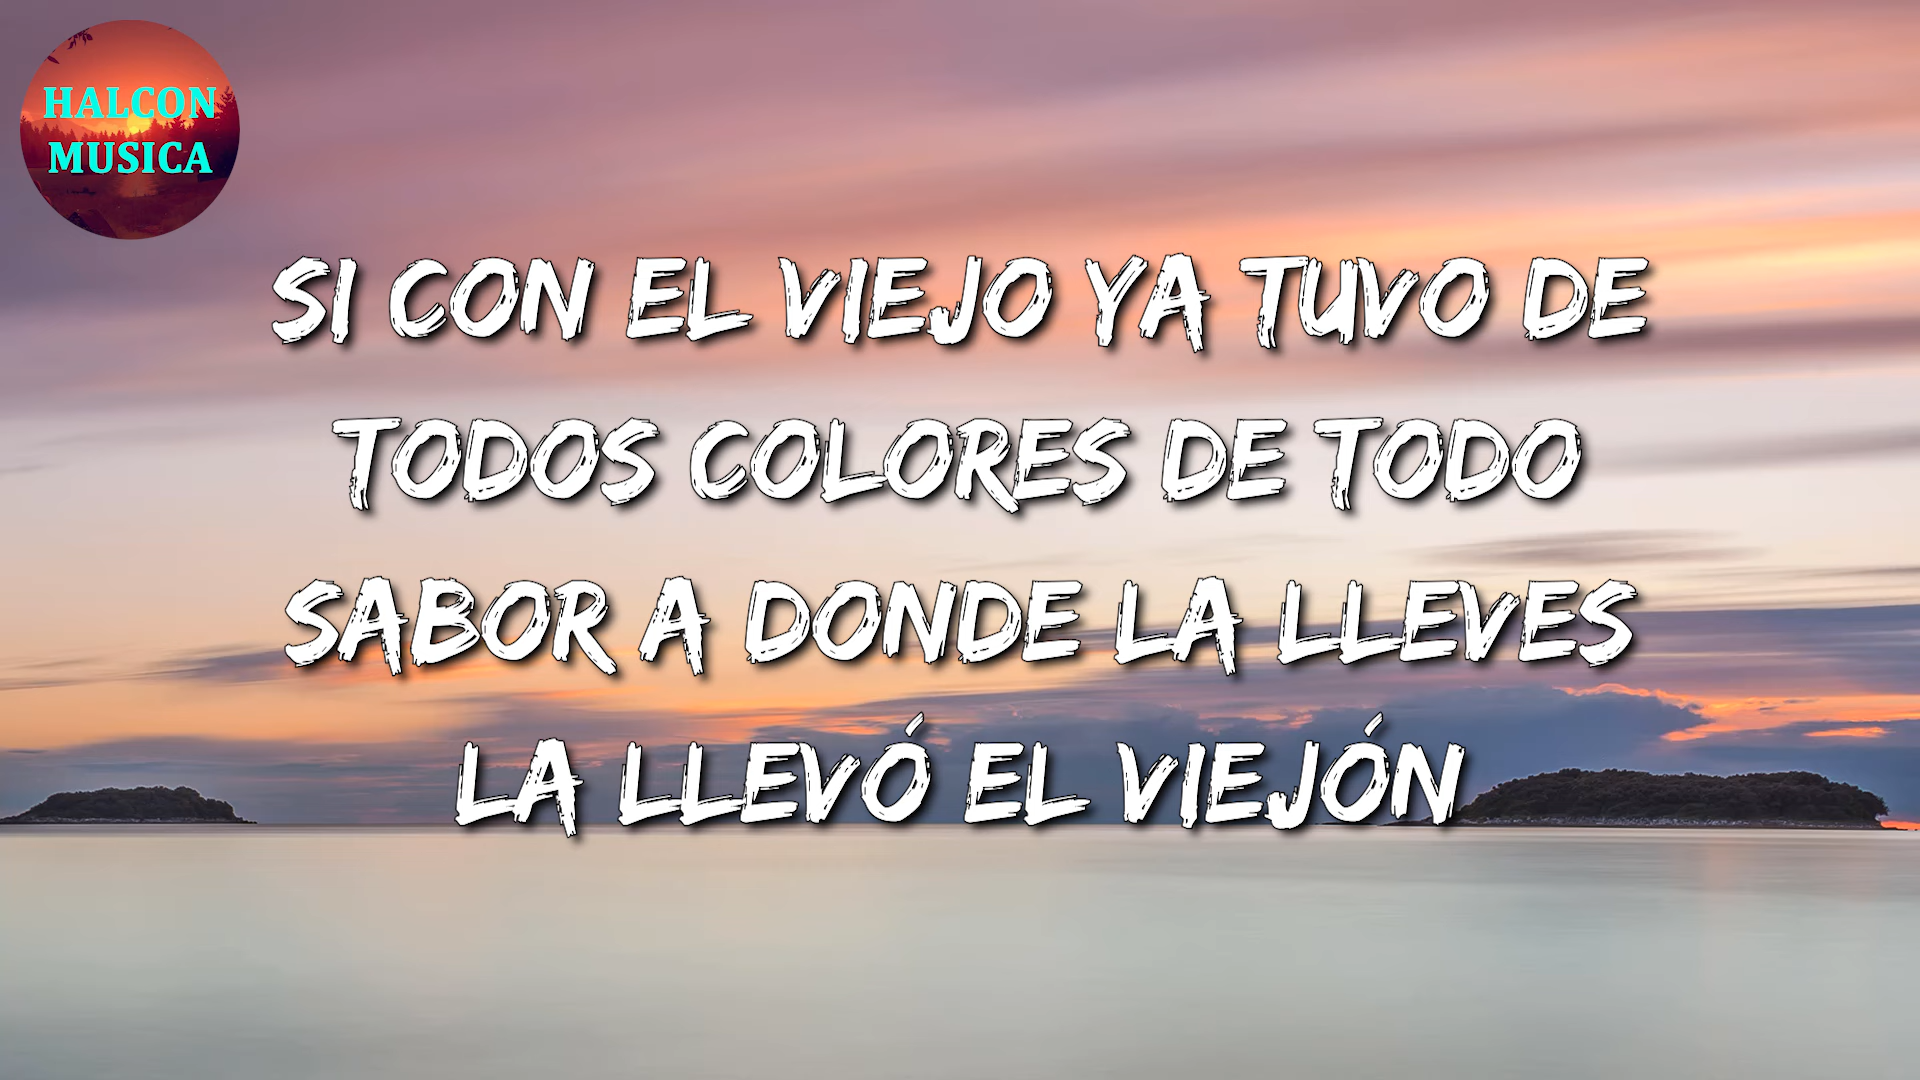 HALCON
MUSICA
SI CON EL VIEJO YA TUVO DE
TODOS COLORES DE TODO
SABOR A DONDE LA LLEVES
LA LLEVÓ EL VIEJÓN